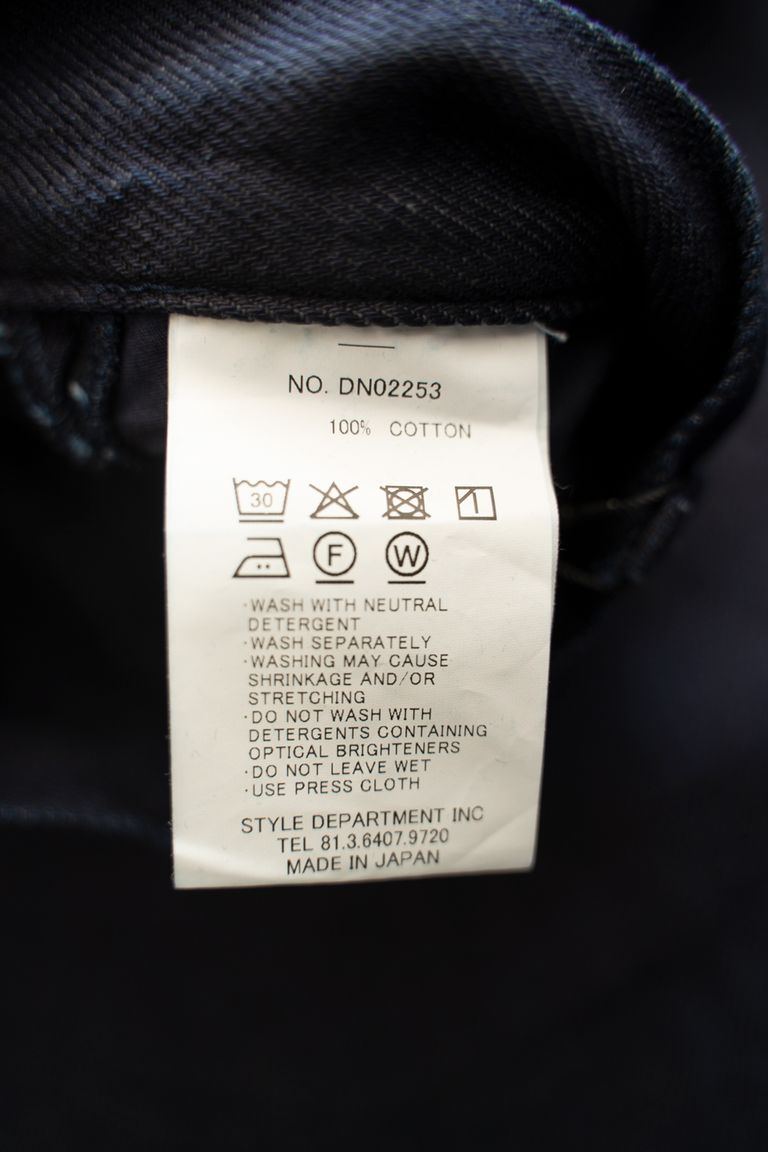 NO. DN02253
100% COTTON
30
F W
·WASH WITH NEUTRAL
DETERGENT
·WASH SEPARATELY
·WASHING MAY CAUSE
SHRINKAGE AND/OR
STRETCHING
·DO NOT WASH WITH
DETERGENTS CONTAINING
OPTICAL BRIGHTENERS
·DO NOT LEAVE WET
·USE PRESS CLOTH
STYLE DEPARTMENT INC
TEL 81.3.6407.9720
MADE IN JAPAN